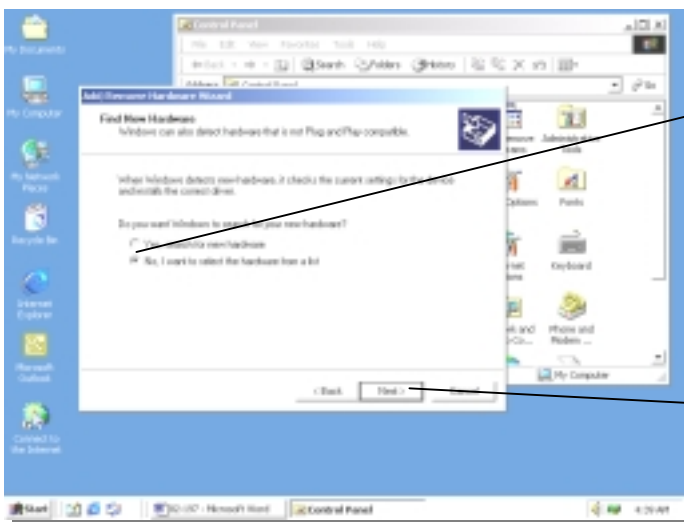 My Documents
My Computer
My Network
Places
Recycle Bin
Internet
Explorer
Microsoft
Outlook
Connect to
the Internet
Control Panel
File Edit View Favorites Tools Help
Back Search Folders History
Address Control Panel
Go
Administrative
Tools
Options
Fonts
Keyboard
Phone and
Modem ...
My Computer
Add/Remove Hardware Wizard
Find New Hardware
Windows can also detect hardware that is not Plug and Play compatible.
When Windows detects new hardware, it checks the current settings for the device
and installs the correct driver.
Do you want Windows to search for your new hardware?
Yes, search for new hardware
No, I want to select the hardware from a list
< Back Next > Cancel
Start
- Microsoft Word
Control Panel
4:39 AM